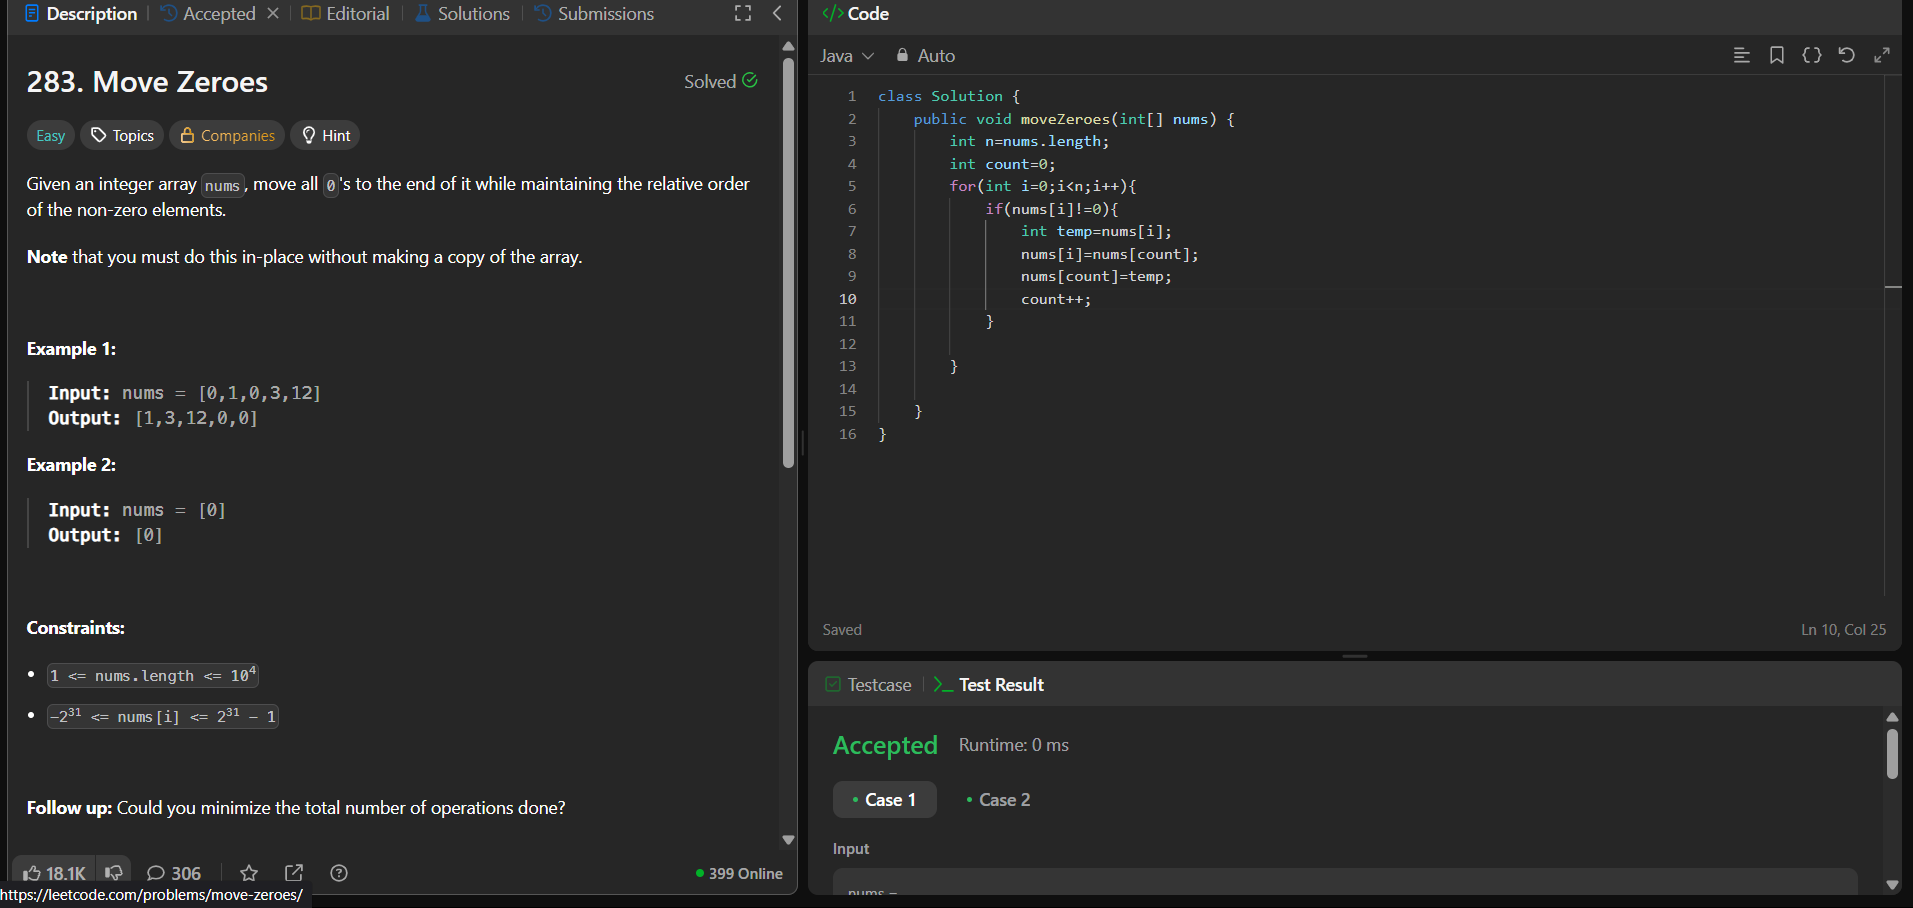 Description
Accepted
Editorial
Solutions
Submissions
283. Move Zeroes
Solved
Easy
Topics
Companies
Hint
Given an integer array nums, move all 0's to the end of it while maintaining the relative order
of the non-zero elements.
Note that you must do this in-place without making a copy of the array.
Example 1:
Input: nums = [0,1,0,3,12]
Output: [1,3,12,0,0]
Example 2:
Input: nums = [0]
Output: [0]
Constraints:
• 1 <= nums.length <= 10⁴
• -2³¹ <= nums[i] <= 2³¹ - 1
Follow up: Could you minimize the total number of operations done?
18.1K
306
399 Online
https://leetcode.com/problems/move-zeroes/
</> Code
Java
Auto
1 class Solution {
2     public void moveZeroes(int[] nums) {
3         int n=nums.length;
4         int count=0;
5         for(int i=0;i<n;i++){
6             if(nums[i]!=0){
7                 int temp=nums[i];
8                 nums[i]=nums[count];
9                 nums[count]=temp;
10                 count++;
11             }
12
13         }
14
15     }
16 }
Saved
Ln 10, Col 25
Testcase
Test Result
Accepted
Runtime: 0 ms
• Case 1
• Case 2
Input
nums =